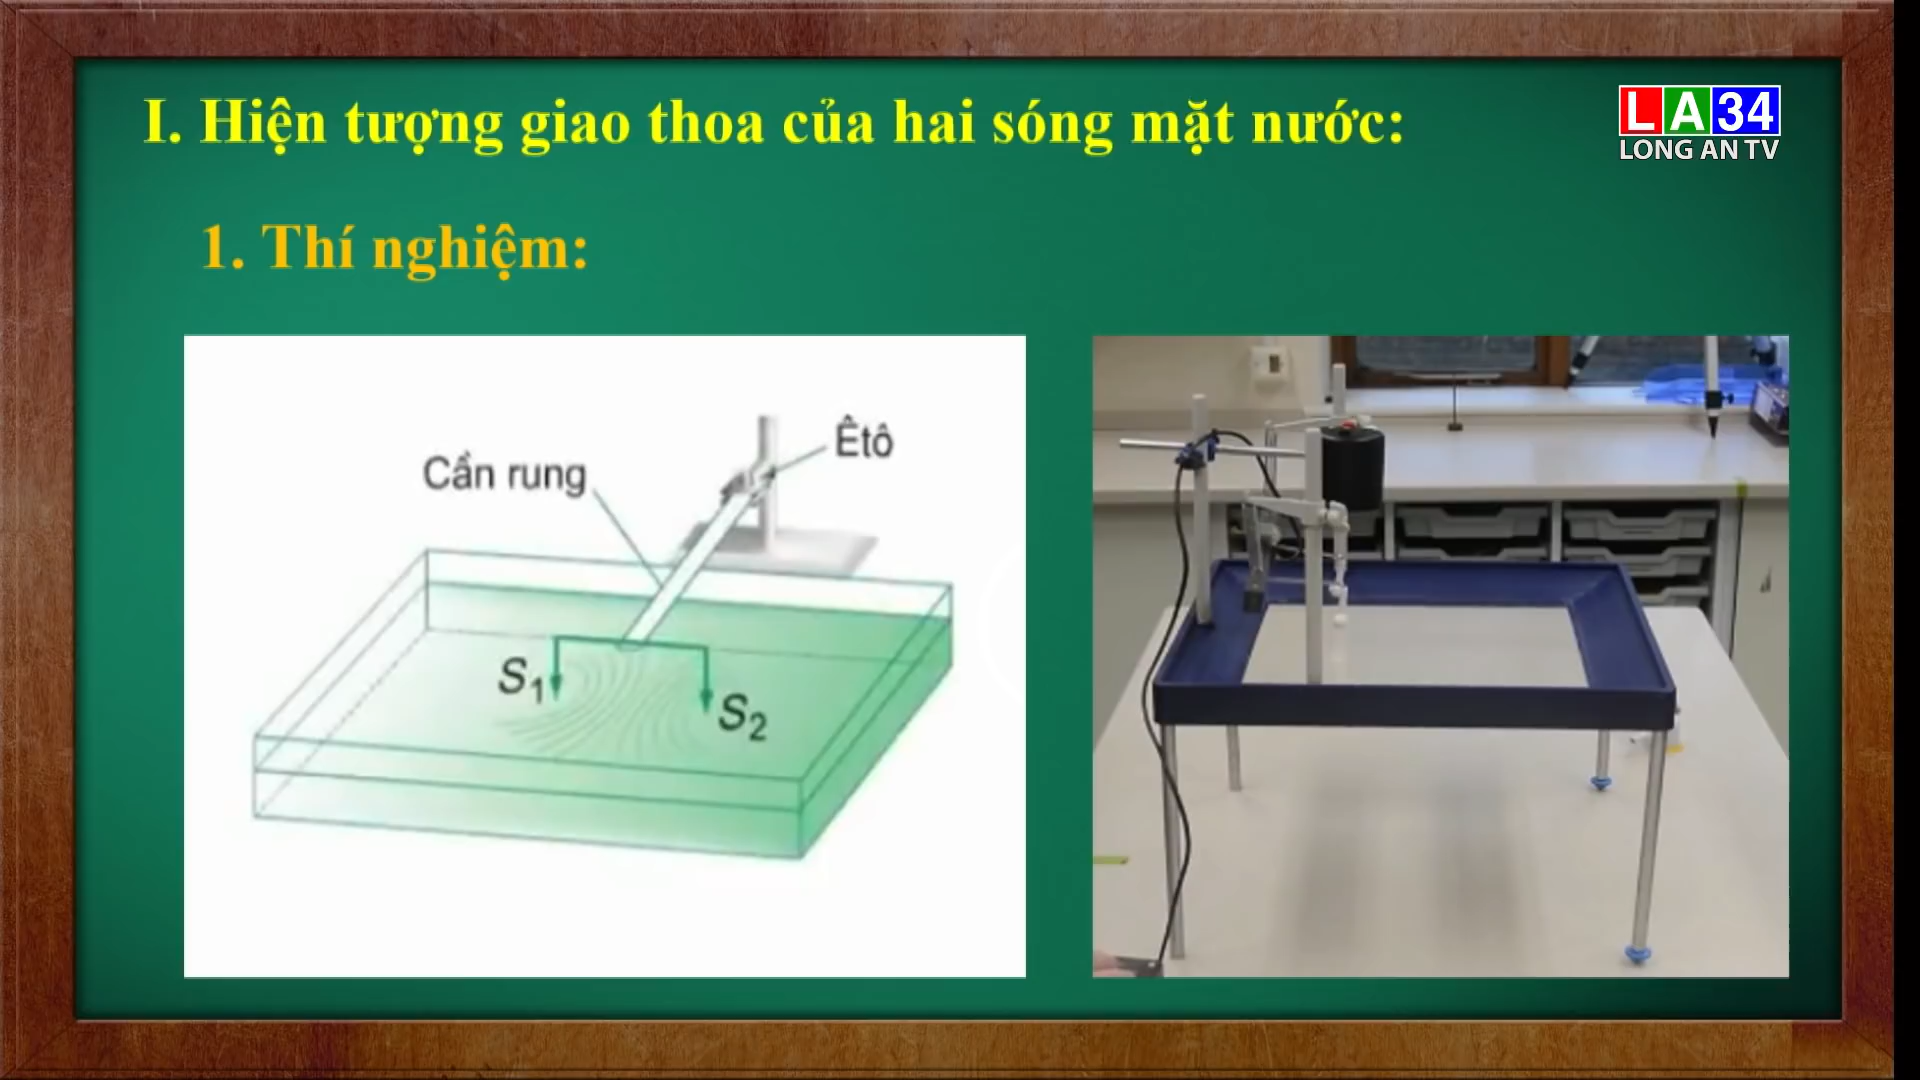 I. Hiện tượng giao thoa của hai sóng mặt nước:
LA34
LONG AN TV
1. Thí nghiệm:
Êtô
Cần rung
S1
S2